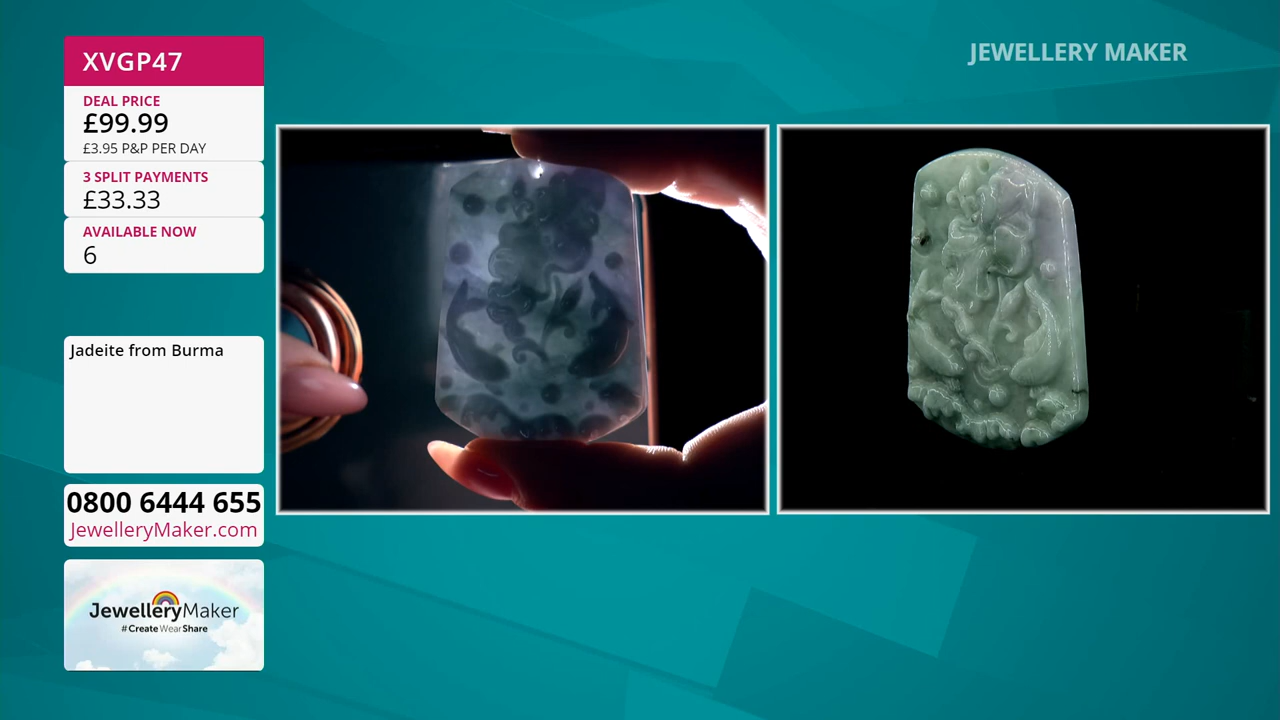 XVGP47
DEAL PRICE
£99.99
£3.95 P&P PER DAY
3 SPLIT PAYMENTS
£33.33
AVAILABLE NOW
6
Jadeite from Burma
0800 6444 655
JewelleryMaker.com
JewelleryMaker
#CreateWearShare
JEWELLERY MAKER